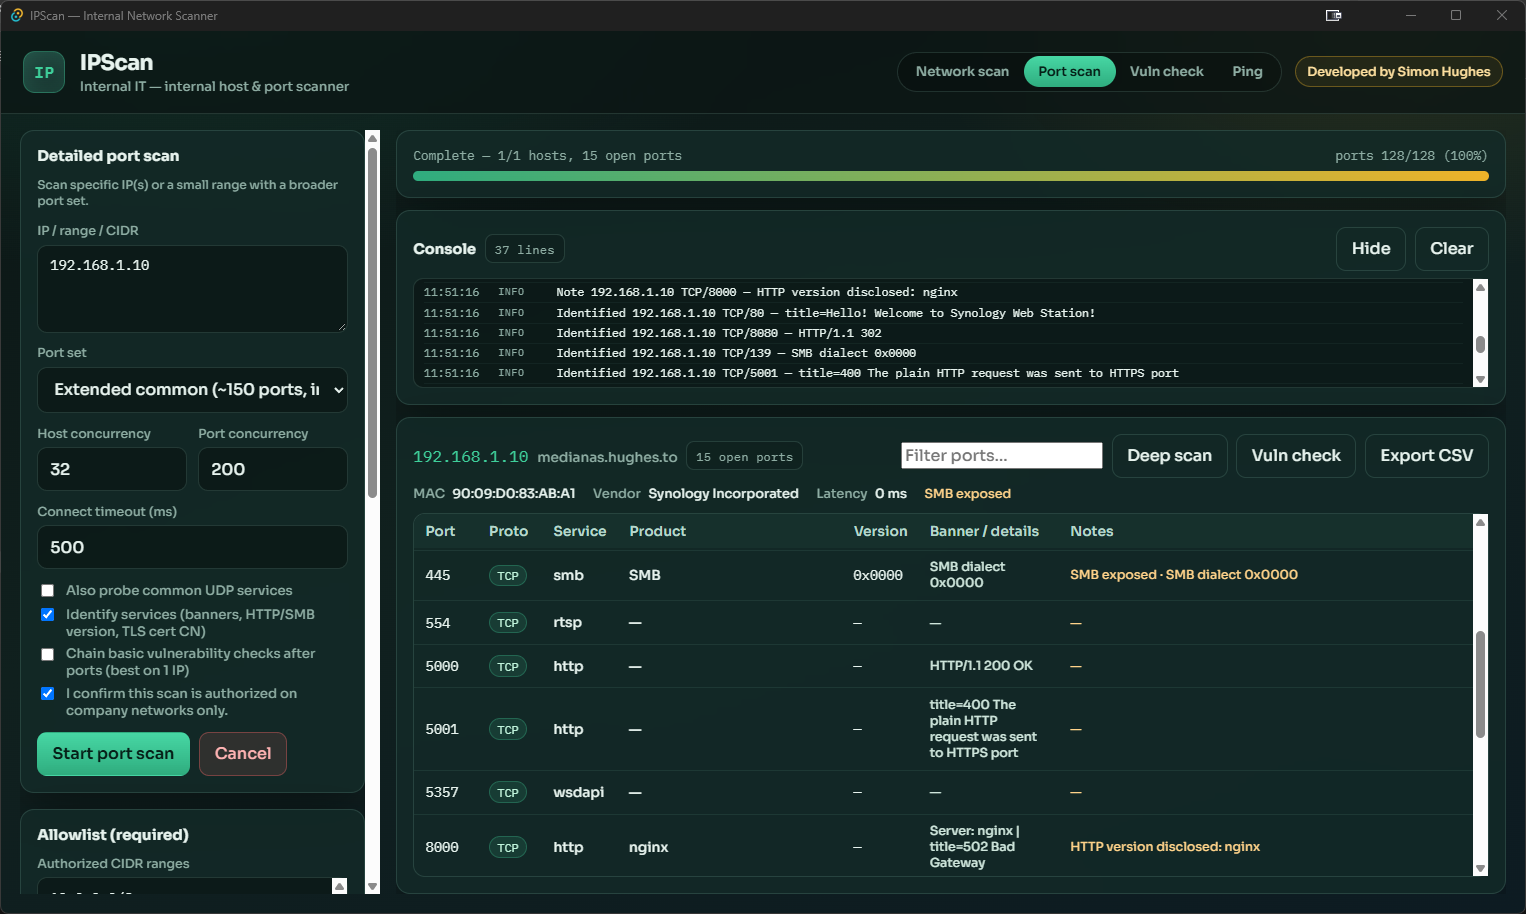 IPScan — Internal Network Scanner
IP
IPScan
Internal IT — internal host & port scanner
Network scan
Port scan
Vuln check
Ping
Developed by Simon Hughes
Detailed port scan
Scan specific IP(s) or a small range with a broader
port set.
IP / range / CIDR
192.168.1.10
Port set
Extended common (~150 ports, ir
Host concurrency
Port concurrency
32
200
Connect timeout (ms)
500
Also probe common UDP services
Identify services (banners, HTTP/SMB
version, TLS cert CN)
Chain basic vulnerability checks after
ports (best on 1 IP)
I confirm this scan is authorized on
company networks only.
Start port scan
Cancel
Allowlist (required)
Authorized CIDR ranges
Complete — 1/1 hosts, 15 open ports
ports 128/128 (100%)
Console
37 lines
Hide
Clear
11:51:16 INFO Note 192.168.1.10 TCP/8000 — HTTP version disclosed: nginx
11:51:16 INFO Identified 192.168.1.10 TCP/80 — title=Hello! Welcome to Synology Web Station!
11:51:16 INFO Identified 192.168.1.10 TCP/8080 — HTTP/1.1 302
11:51:16 INFO Identified 192.168.1.10 TCP/139 — SMB dialect 0x0000
11:51:16 INFO Identified 192.168.1.10 TCP/5001 — title=400 The plain HTTP request was sent to HTTPS port
192.168.1.10 medianas.hughes.to
15 open ports
Filter ports...
Deep scan
Vuln check
Export CSV
MAC 90:09:D0:83:AB:A1 Vendor Synology Incorporated Latency 0 ms SMB exposed
Port Proto Service Product Version Banner / details Notes
445 TCP smb SMB 0x0000
SMB dialect
0x0000
SMB exposed · SMB dialect 0x0000
554 TCP rtsp — — — —
5000 TCP http — — HTTP/1.1 200 OK —
5001 TCP http — —
title=400 The
plain HTTP
request was sent
to HTTPS port
—
5357 TCP wsdapi — — — —
8000 TCP http nginx —
Server: nginx |
title=502 Bad
Gateway
HTTP version disclosed: nginx